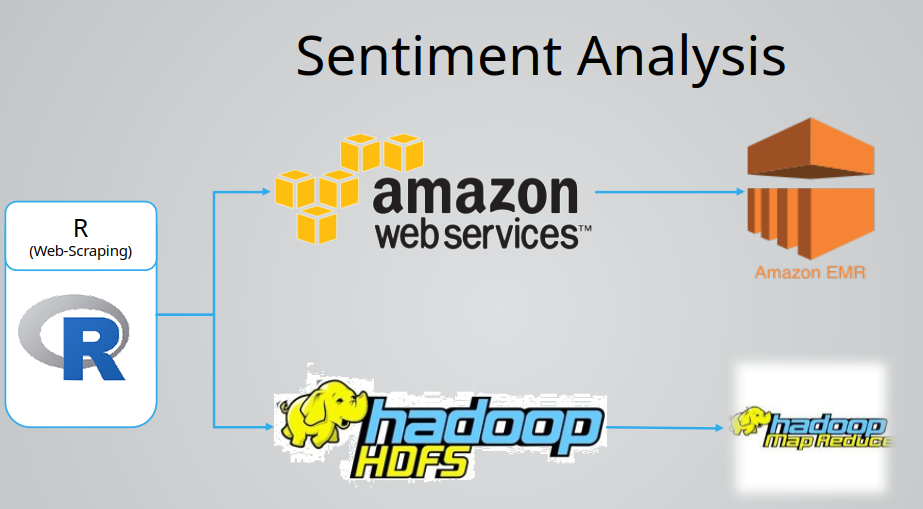 Sentiment Analysis
R
(Web-Scraping)
R
amazon
web services™
Amazon EMR
hadoop
HDFS
hadoop
Map Reduce